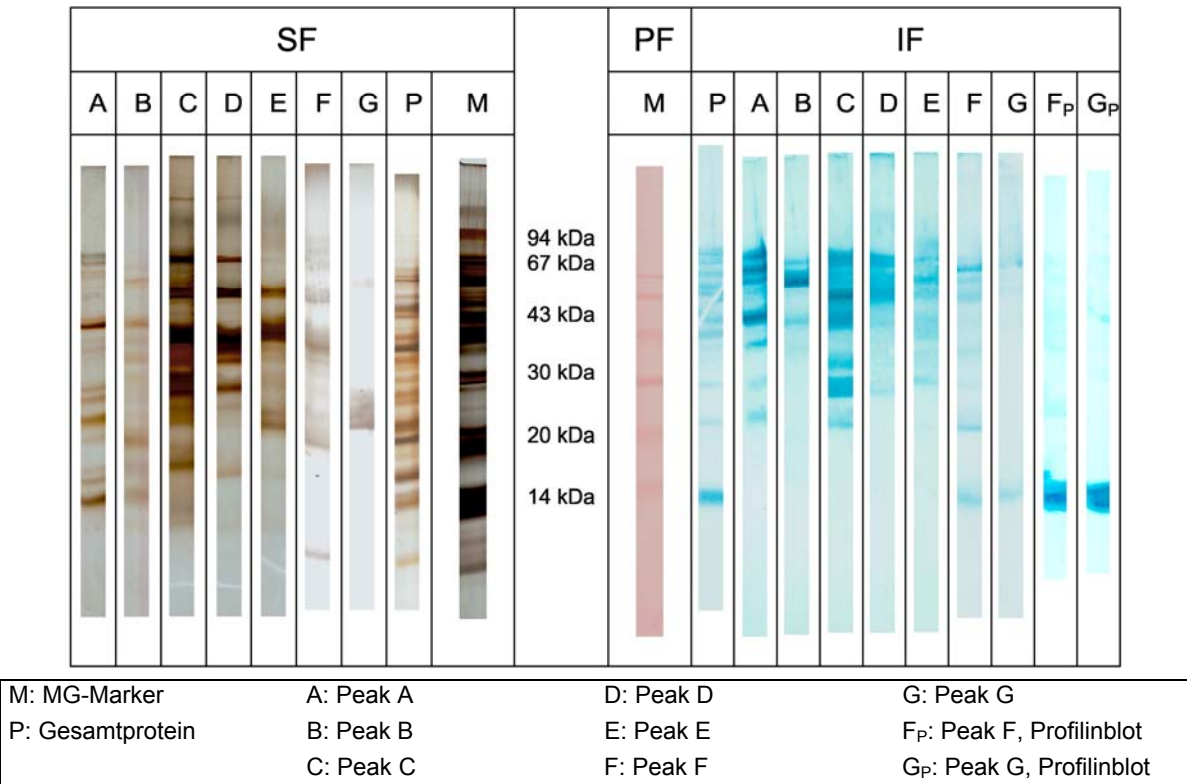 SF PF IF
A B C D E F G P M M P A B C D E F G FP GP
94 kDa
67 kDa
43 kDa
30 kDa
20 kDa
14 kDa
M: MG-Marker A: Peak A D: Peak D G: Peak G
P: Gesamtprotein B: Peak B E: Peak E FP: Peak F, Profilinblot
C: Peak C F: Peak F GP: Peak G, Profilinblot